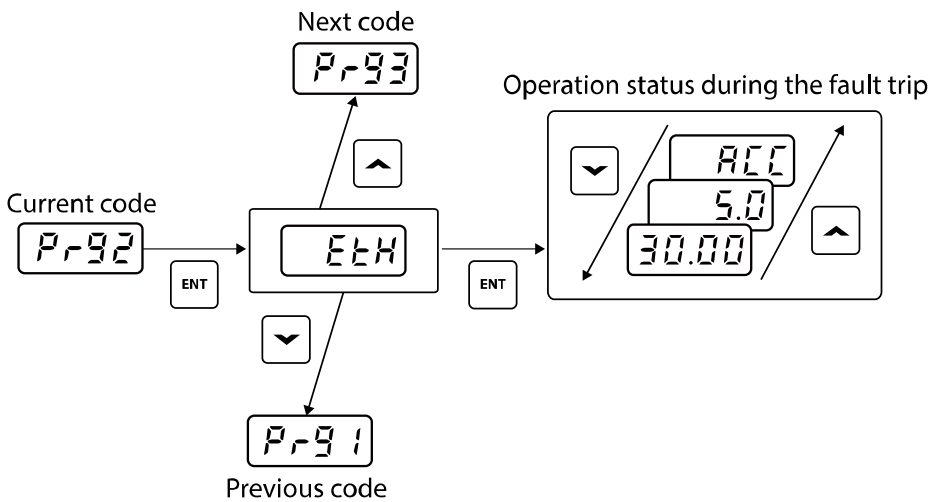 Next code
Pr93
Operation status during the fault trip
ACC
5.0
30.00
Current code
Pr92
ENT
EtH
ENT
Pr91
Previous code